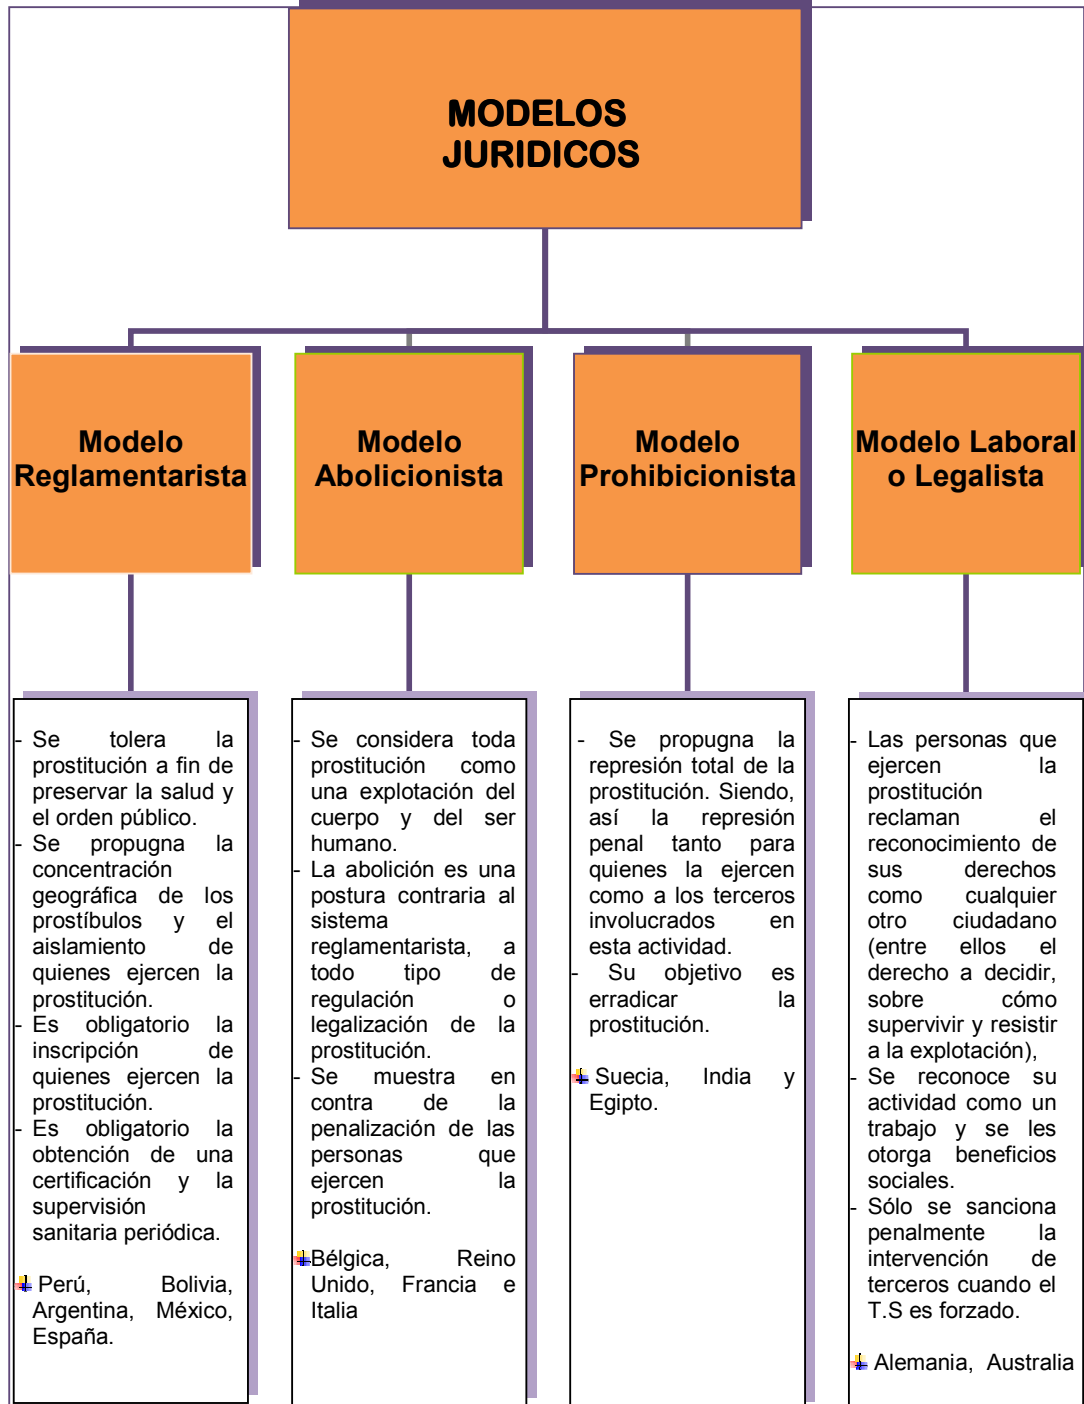 MODELOS
JURIDICOS
Modelo
Reglamentarista
Modelo
Abolicionista
Modelo
Prohibicionista
Modelo Laboral
o Legalista
- Se tolera la
prostitución a fin de
preservar la salud y
el orden público.
- Se propugna la
concentración
geográfica de los
prostíbulos y el
aislamiento de
quienes ejercen la
prostitución.
- Es obligatorio la
inscripción de
quienes ejercen la
prostitución.
- Es obligatorio la
obtención de una
certificación y la
supervisión
sanitaria periódica.
Perú, Bolivia,
Argentina, México,
España.
- Se considera toda
prostitución como
una explotación del
cuerpo y del ser
humano.
- La abolición es una
postura contraria al
sistema
reglamentarista, a
todo tipo de
regulación o
legalización de la
prostitución.
- Se muestra en
contra de la
penalización de las
personas que
ejercen la
prostitución.
Bélgica, Reino
Unido, Francia e
Italia
- Se propugna la
represión total de la
prostitución. Siendo,
así la represión
penal tanto para
quienes la ejercen
como a los terceros
involucrados en
esta actividad.
- Su objetivo es
erradicar la
prostitución.
Suecia, India y
Egipto.
- Las personas que
ejercen la
prostitución
reclaman el
reconocimiento de
sus derechos
como cualquier
otro ciudadano
(entre ellos el
derecho a decidir,
sobre cómo
supervivir y resistir
a la explotación),
- Se reconoce su
actividad como un
trabajo y se les
otorga beneficios
sociales.
- Sólo se sanciona
penalmente la
intervención de
terceros cuando el
T.S es forzado.
Alemania, Australia